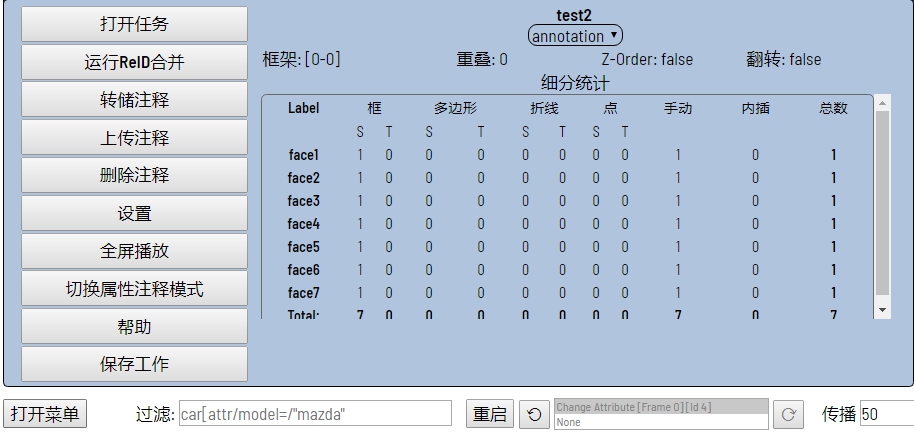 打开任务
运行ReID合并
转储注释
上传注释
删除注释
设置
全屏播放
切换属性注释模式
帮助
保存工作
test2
annotation
框架: [0-0] 重叠: 0 Z-Order: false 翻转: false
细分统计
Label 框 多边形 折线 点 手动 内插 总数
S T S T S T S T
face1 1 0 0 0 0 0 0 0 1 0 1
face2 1 0 0 0 0 0 0 0 1 0 1
face3 1 0 0 0 0 0 0 0 1 0 1
face4 1 0 0 0 0 0 0 0 1 0 1
face5 1 0 0 0 0 0 0 0 1 0 1
face6 1 0 0 0 0 0 0 0 1 0 1
face7 1 0 0 0 0 0 0 0 1 0 1
Total: 7 0 0 0 0 0 0 0 7 0 7
打开菜单 过滤: car[attr/model=/"mazda" 重启 Change Attribute [Frame 0] [Id 4] 传播 50
None